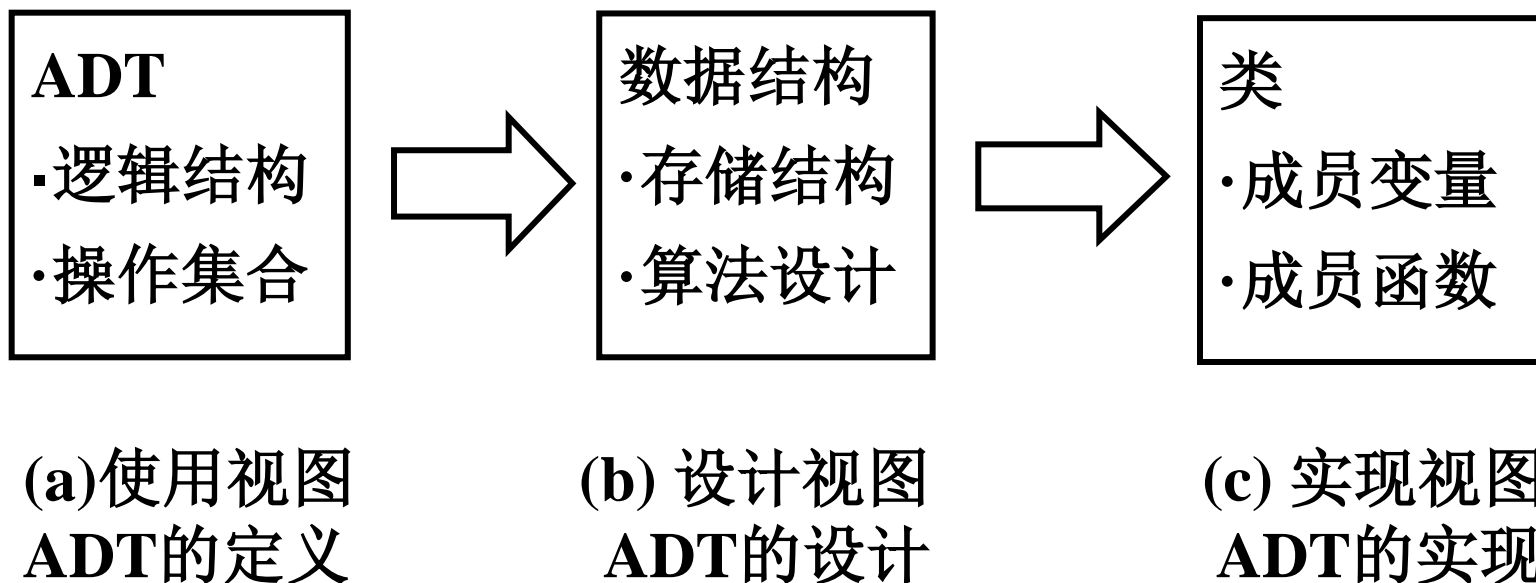 ADT
·逻辑结构
·操作集合
数据结构
·存储结构
·算法设计
类
·成员变量
·成员函数
(a)使用视图
ADT的定义
(b) 设计视图
ADT的设计
(c) 实现视图
ADT的实现